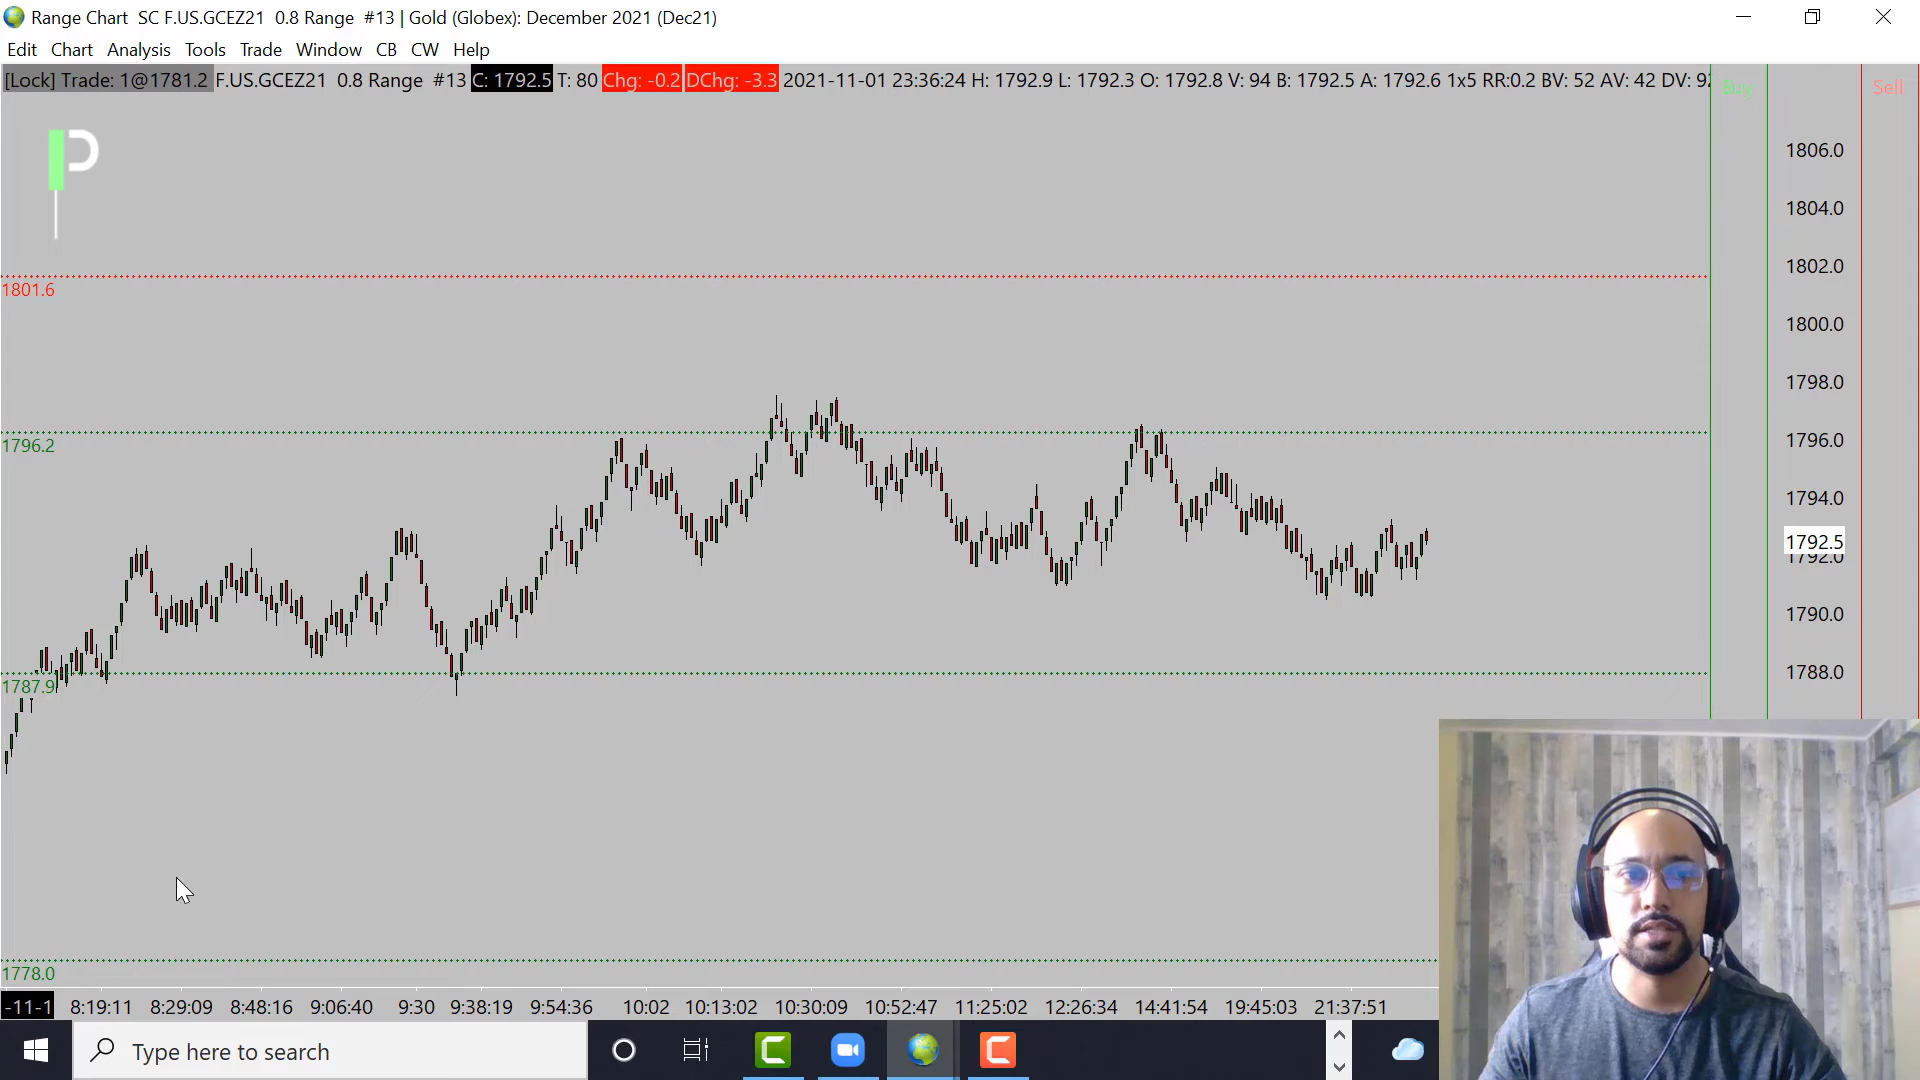 Range Chart SC F.US.GCEZ21 0.8 Range #13 | Gold (Globex): December 2021 (Dec21)
Edit Chart Analysis Tools Trade Window CB CW Help
[Lock] Trade: 1@1781.2 F.US.GCEZ21 0.8 Range #13 C: 1792.5 T: 80 Chg: -0.2 DChg: -3.3 2021-11-01 23:36:24 H: 1792.9 L: 1792.3 O: 1792.8 V: 94 B: 1792.5 A: 1792.6 1x5 RR:0.2 BV: 52 AV: 42 DV: 92
Buy Sell
1806.0
1804.0
1802.0
1801.6
1800.0
1798.0
1796.2
1796.0
1794.0
1792.5
1792.0
1790.0
1788.0
1787.9
1778.0
-11-1 8:19:11 8:29:09 8:48:16 9:06:40 9:30 9:38:19 9:54:36 10:02 10:13:02 10:30:09 10:52:47 11:25:02 12:26:34 14:41:54 19:45:03 21:37:51
Type here to search